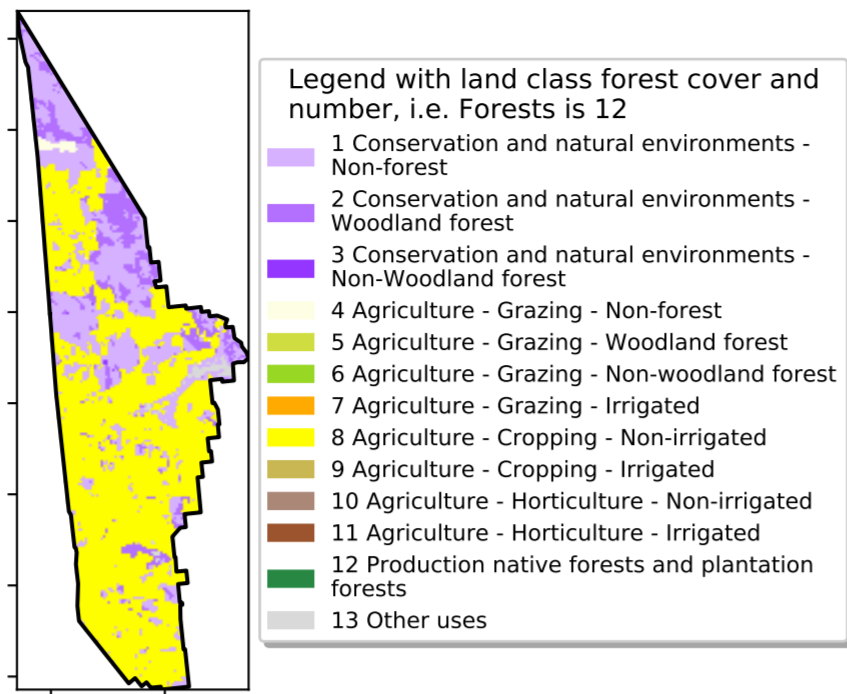 Legend with land class forest cover and
number, i.e. Forests is 12
1 Conservation and natural environments -
Non-forest
2 Conservation and natural environments -
Woodland forest
3 Conservation and natural environments -
Non-Woodland forest
4 Agriculture - Grazing - Non-forest
5 Agriculture - Grazing - Woodland forest
6 Agriculture - Grazing - Non-woodland forest
7 Agriculture - Grazing - Irrigated
8 Agriculture - Cropping - Non-irrigated
9 Agriculture - Cropping - Irrigated
10 Agriculture - Horticulture - Non-irrigated
11 Agriculture - Horticulture - Irrigated
12 Production native forests and plantation
forests
13 Other uses